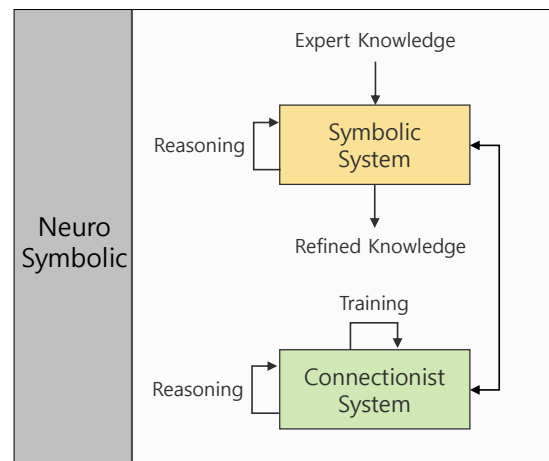 Neuro
Symbolic
Expert Knowledge
Reasoning
Symbolic
System
Refined Knowledge
Training
Reasoning
Connectionist
System